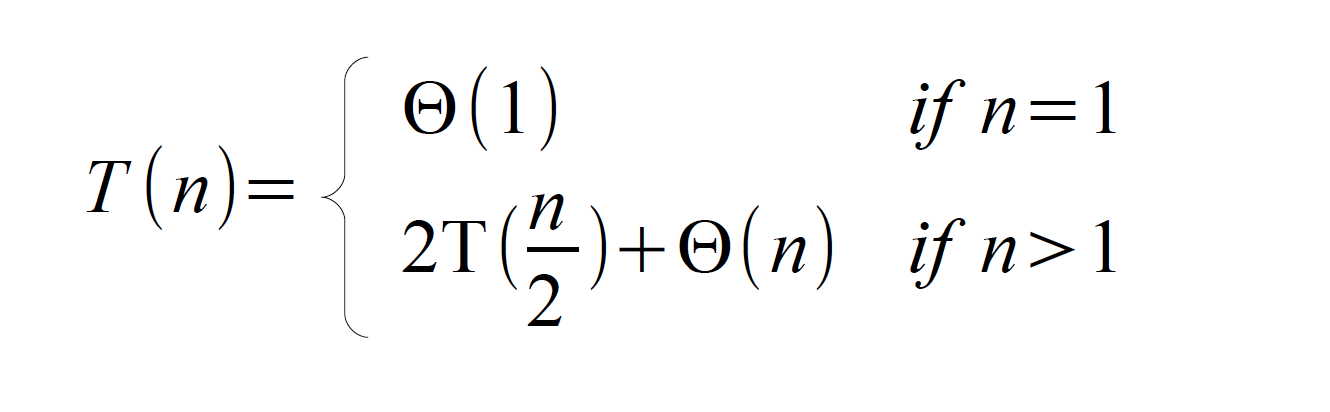 T(n)= { Θ(1) if n=1
2T(n/2)+Θ(n) if n>1